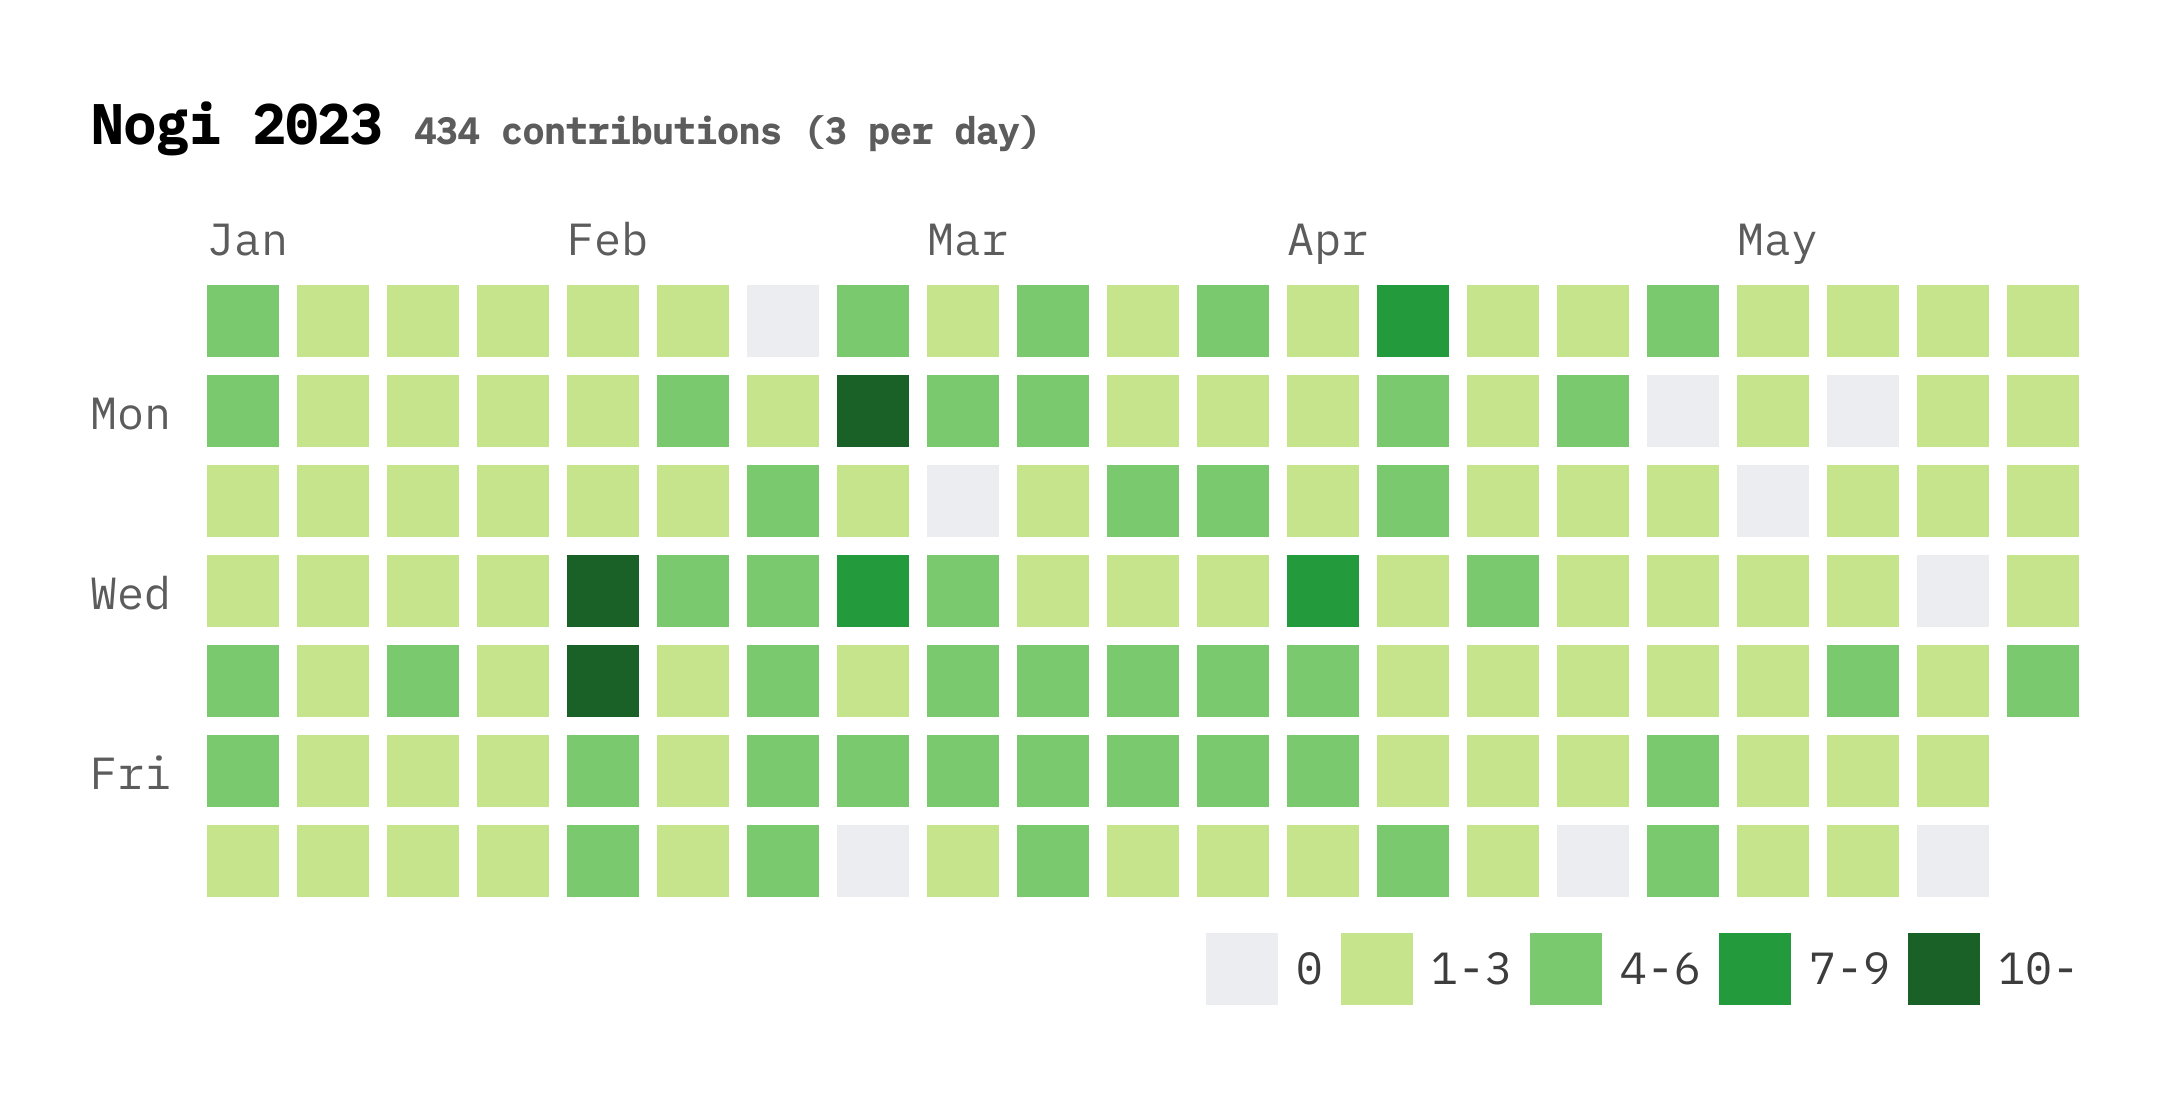 Nogi 2023 434 contributions (3 per day)
Jan Feb Mar Apr May
Mon
Wed
Fri
0 1-3 4-6 7-9 10-